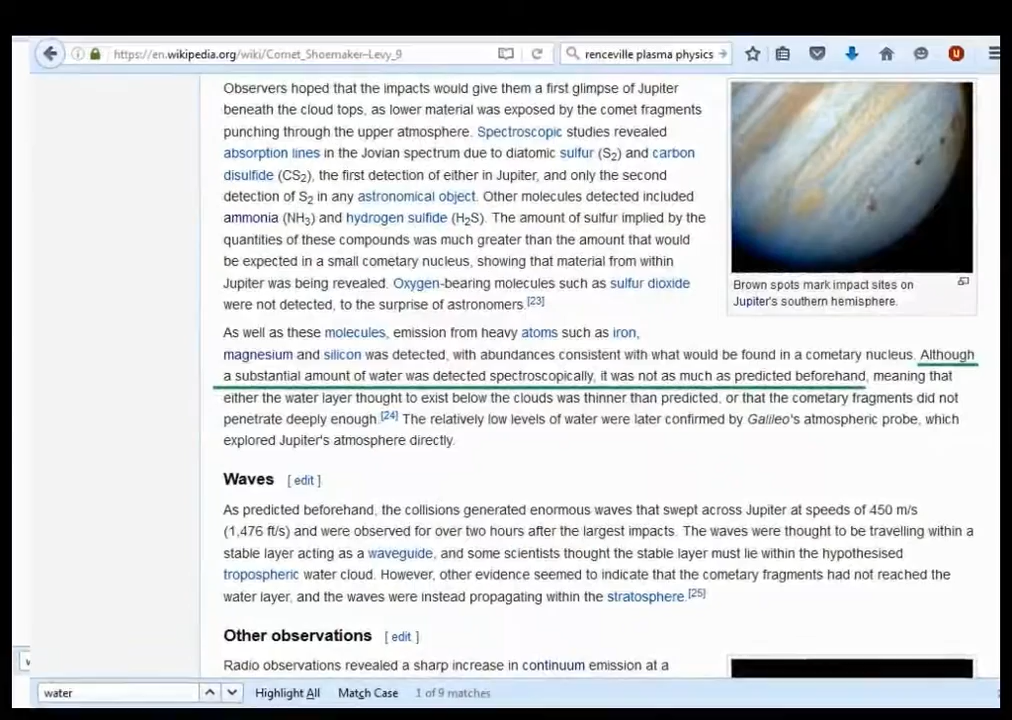 https://en.wikipedia.org/wiki/Comet_Shoemaker–Levy_9
renceville plasma physics
Observers hoped that the impacts would give them a first glimpse of Jupiter
beneath the cloud tops, as lower material was exposed by the comet fragments
punching through the upper atmosphere. Spectroscopic studies revealed
absorption lines in the Jovian spectrum due to diatomic sulfur (S2) and carbon
disulfide (CS2), the first detection of either in Jupiter, and only the second
detection of S2 in any astronomical object. Other molecules detected included
ammonia (NH3) and hydrogen sulfide (H2S). The amount of sulfur implied by the
quantities of these compounds was much greater than the amount that would
be expected in a small cometary nucleus, showing that material from within
Jupiter was being revealed. Oxygen-bearing molecules such as sulfur dioxide
were not detected, to the surprise of astronomers.[23]
Brown spots mark impact sites on
Jupiter's southern hemisphere.
As well as these molecules, emission from heavy atoms such as iron,
magnesium and silicon was detected, with abundances consistent with what would be found in a cometary nucleus. Although
a substantial amount of water was detected spectroscopically, it was not as much as predicted beforehand, meaning that
either the water layer thought to exist below the clouds was thinner than predicted, or that the cometary fragments did not
penetrate deeply enough.[24] The relatively low levels of water were later confirmed by Galileo's atmospheric probe, which
explored Jupiter's atmosphere directly.
Waves [ edit ]
As predicted beforehand, the collisions generated enormous waves that swept across Jupiter at speeds of 450 m/s
(1,476 ft/s) and were observed for over two hours after the largest impacts. The waves were thought to be travelling within a
stable layer acting as a waveguide, and some scientists thought the stable layer must lie within the hypothesised
tropospheric water cloud. However, other evidence seemed to indicate that the cometary fragments had not reached the
water layer, and the waves were instead propagating within the stratosphere.[25]
Other observations [ edit ]
Radio observations revealed a sharp increase in continuum emission at a
water
Highlight All Match Case 1 of 9 matches